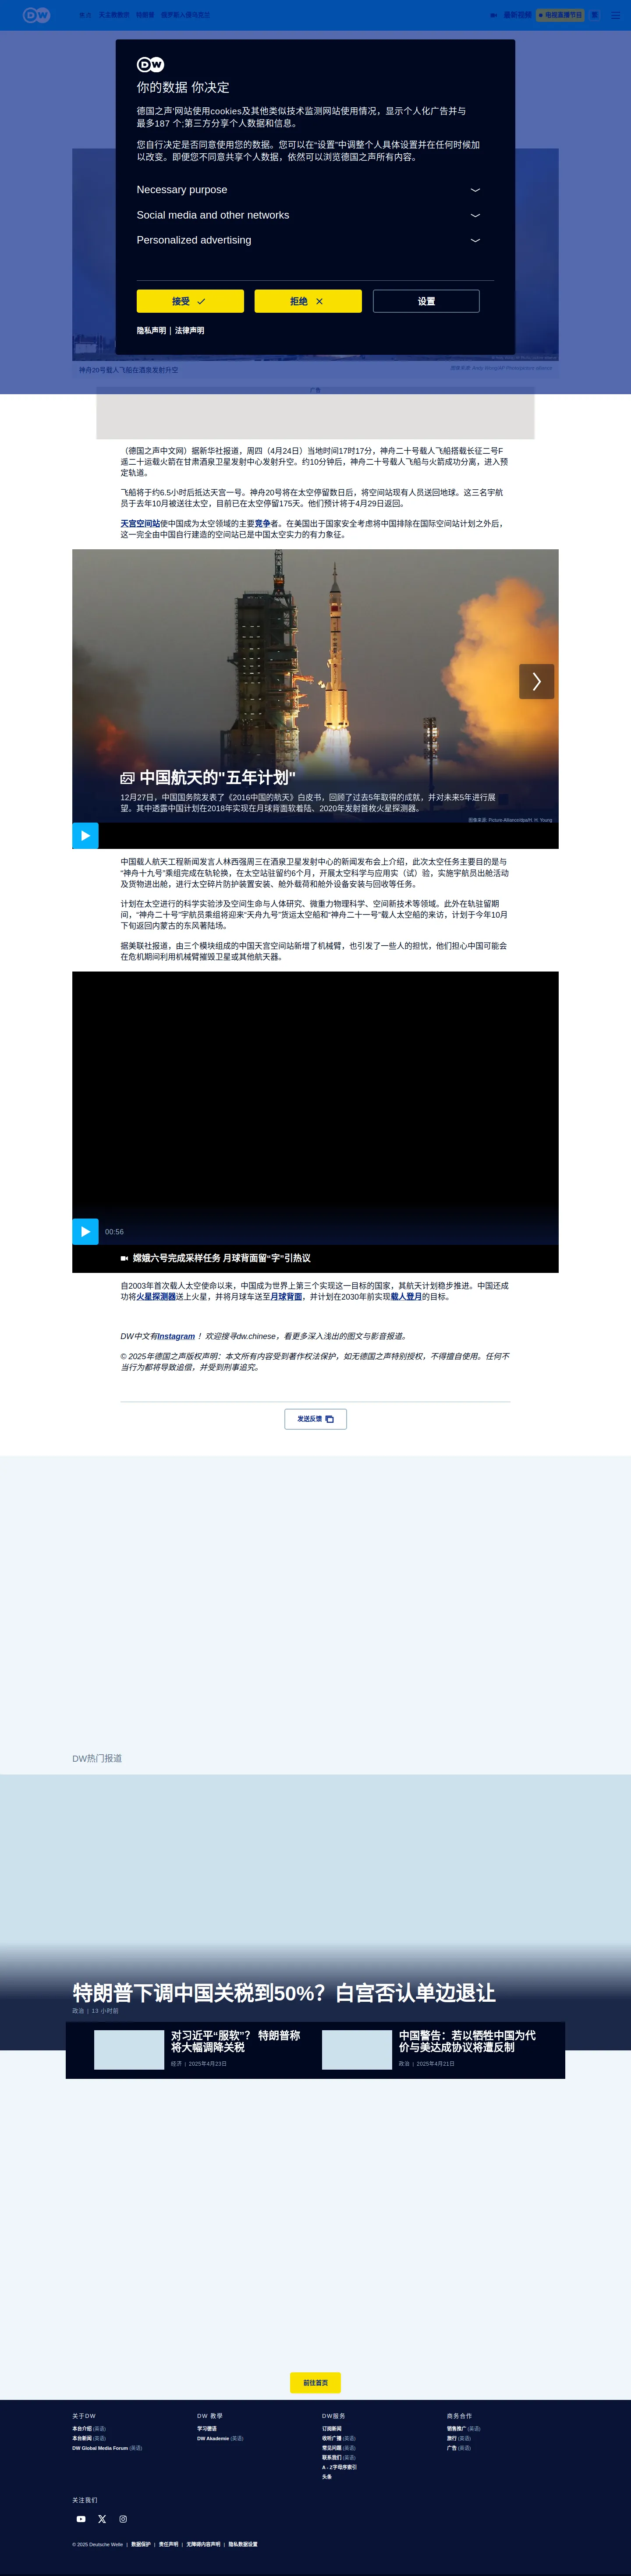 DW
热点
天主教教宗
特朗普
俄罗斯入侵乌克兰
最新视频
电视直播节目
繁
DW
你的数据 你决定
德国之声网站使用cookies及其他类似技术监测网站使用情况，显示个人化广告并与
最多187 个;第三方分享个人数据和信息。
您自行决定是否同意使用您的数据。您可以在“设置”中调整个人具体设置并在任何时候加
以改变。即便您不同意共享个人数据，依然可以浏览德国之声所有内容。
Necessary purpose
Social media and other networks
Personalized advertising
接受
拒绝
设置
隐私声明 | 法律声明
神舟20号载人飞船在酒泉发射升空
广告
（德国之声中文网）据新华社报道，周四（4月24日）当地时间17时17分，神舟二十号载人飞船搭载长征二号F
遥二十运载火箭在甘肃酒泉卫星发射中心发射升空。约10分钟后，神舟二十号载人飞船与火箭成功分离，进入预
定轨道。
飞船将于约6.5小时后抵达天宫一号。神舟20号将在太空停留数日后，将空间站现有人员送回地球。这三名宇航
员于去年10月被送往太空，目前已在太空停留175天。他们预计将于4月29日返回。
天宫空间站使中国成为太空领域的主要竞争者。在美国出于国家安全考虑将中国排除在国际空间站计划之外后，
这一完全由中国自行建造的空间站已是中国太空实力的有力象征。
中国航天的"五年计划"
12月27日，中国国务院发表了《2016中国的航天》白皮书，回顾了过去5年取得的成就，并对未来5年进行展
望。其中透露中国计划在2018年实现在月球背面软着陆、2020年发射首枚火星探测器。
图像来源: Picture-Alliance/dpa/H. H. Young
中国载人航天工程新闻发言人林西强周三在酒泉卫星发射中心的新闻发布会上介绍，此次太空任务主要目的是与
“神舟十九号”乘组完成在轨轮换，在太空站驻留约6个月，开展太空科学与应用实（试）验，实施宇航员出舱活动
及货物进出舱，进行太空碎片防护装置安装、舱外载荷和舱外设备安装与回收等任务。
计划在太空进行的科学实验涉及空间生命与人体研究、微重力物理科学、空间新技术等领域。此外在轨驻留期
间，“神舟二十号”宇航员乘组将迎来“天舟九号”货运太空船和“神舟二十一号”载人太空船的来访，计划于今年10月
下旬返回内蒙古的东风著陆场。
据美联社报道，由三个模块组成的中国天宫空间站新增了机械臂，也引发了一些人的担忧，他们担心中国可能会
在危机期间利用机械臂摧毁卫星或其他航天器。
00:56
嫦娥六号完成采样任务 月球背面留“字”引热议
自2003年首次载人太空使命以来，中国成为世界上第三个实现这一目标的国家，其航天计划稳步推进。中国还成
功将火星探测器送上火星，并将月球车送至月球背面，并计划在2030年前实现载人登月的目标。
DW中文有Instagram！欢迎搜寻dw.chinese，看更多深入浅出的图文与影音报道。
© 2025年德国之声版权声明：本文所有内容受到著作权法保护，如无德国之声特别授权，不得擅自使用。任何不
当行为都将导致追偿，并受到刑事追究。
发送反馈
DW热门报道
特朗普下调中国关税到50%？白宫否认单边退让
政治 | 13 小时前
对习近平“服软”？ 特朗普称
将大幅调降关税
经济 | 2025年4月23日
中国警告：若以牺牲中国为代
价与美达成协议将遭反制
政治 | 2025年4月21日
前往首页
关于DW
本台介绍 (英语)
本台新闻 (英语)
DW Global Media Forum (英语)
DW 教学
学习德语
DW Akademie (英语)
DW服务
订阅新闻
收听广播 (英语)
常见问题 (英语)
联系我们 (英语)
A - Z字母序索引
头条
商务合作
销售推广 (英语)
旅行 (英语)
广告 (英语)
关注我们
© 2025 Deutsche Welle | 数据保护 | 责任声明 | 无障碍内容声明 | 隐私数据设置